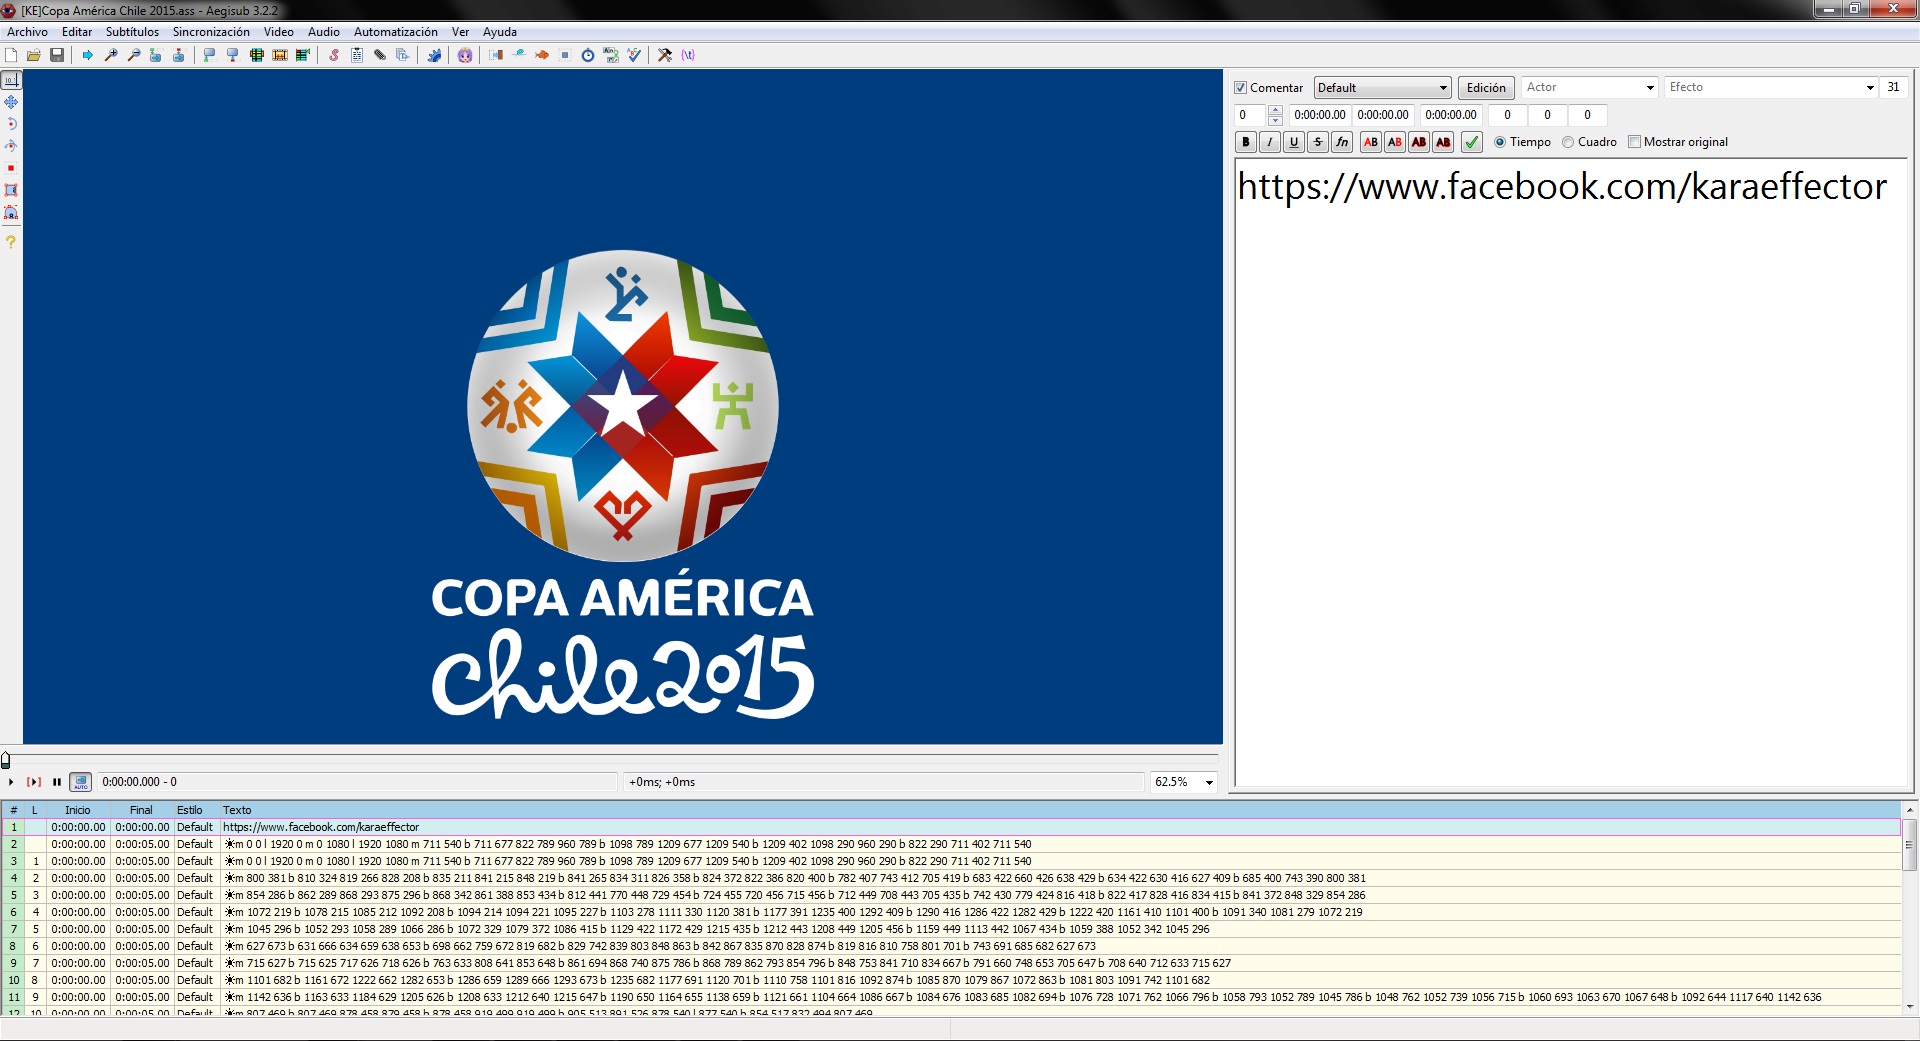 [KE]Copa América Chile 2015.ass - Aegisub 3.2.2
Archivo Editar Subtítulos Sincronización Video Audio Automatización Ver Ayuda
Comentar Default Edición Actor Efecto 31
0 0:00:00.00 0:00:00.00 0:00:00.00 0 0 0
B I U S fn AB AB AB AB Tiempo Cuadro Mostrar original
https://www.facebook.com/karaeffector
COPA AMÉRICA
Chile 2015
AUTO 0:00:00.000 - 0 +0ms; +0ms 62.5%
# L Inicio Final Estilo Texto
1 0:00:00.00 0:00:00.00 Default https://www.facebook.com/karaeffector
2 0:00:00.00 0:00:05.00 Default ☀m 0 0 l 1920 0 m 0 1080 l 1920 1080 m 711 540 b 711 677 822 789 960 789 b 1098 789 1209 677 1209 540 b 1209 402 1098 290 960 290 b 822 290 711 402 711 540
3 1 0:00:00.00 0:00:05.00 Default ☀m 0 0 l 1920 0 m 0 1080 l 1920 1080 m 711 540 b 711 677 822 789 960 789 b 1098 789 1209 677 1209 540 b 1209 402 1098 290 960 290 b 822 290 711 402 711 540
4 2 0:00:00.00 0:00:05.00 Default ☀m 800 381 b 810 324 819 266 828 208 b 835 211 841 215 848 219 b 841 265 834 311 826 358 b 824 372 822 386 820 400 b 782 407 743 412 705 419 b 683 422 660 426 638 429 b 634 422 630 416 627 409 b 685 400 743 390 800 381
5 3 0:00:00.00 0:00:05.00 Default ☀m 854 286 b 862 289 868 293 875 296 b 868 342 861 388 853 434 b 812 441 770 448 729 454 b 724 455 720 456 715 456 b 712 449 708 443 705 435 b 742 430 779 424 816 418 b 822 417 828 416 834 415 b 841 372 848 329 854 286
6 4 0:00:00.00 0:00:05.00 Default ☀m 1072 219 b 1078 215 1085 212 1092 208 b 1094 214 1094 221 1095 227 b 1103 278 1111 330 1120 381 b 1177 391 1235 400 1292 409 b 1290 416 1286 422 1282 429 b 1222 420 1161 410 1101 400 b 1091 340 1081 279 1072 219
7 5 0:00:00.00 0:00:05.00 Default ☀m 1045 296 b 1052 293 1058 289 1066 286 b 1072 329 1079 372 1086 415 b 1129 422 1172 429 1215 435 b 1212 443 1208 449 1205 456 b 1159 449 1113 442 1067 434 b 1059 388 1052 342 1045 296
8 6 0:00:00.00 0:00:05.00 Default ☀m 627 673 b 631 666 634 659 638 653 b 698 662 759 672 819 682 b 829 742 839 803 848 863 b 842 867 835 870 828 874 b 819 816 810 758 801 701 b 743 691 685 682 627 673
9 7 0:00:00.00 0:00:05.00 Default ☀m 715 627 b 715 625 717 626 718 626 b 763 633 808 641 853 648 b 861 694 868 740 875 786 b 868 789 862 793 854 796 b 848 753 841 710 834 667 b 791 660 748 653 705 647 b 708 640 712 633 715 627
10 8 0:00:00.00 0:00:05.00 Default ☀m 1101 682 b 1161 672 1222 662 1282 653 b 1286 659 1289 666 1293 673 b 1235 682 1177 691 1120 701 b 1110 758 1101 816 1092 874 b 1085 870 1079 867 1072 863 b 1081 803 1091 742 1101 682
11 9 0:00:00.00 0:00:05.00 Default ☀m 1142 636 b 1163 633 1184 629 1205 626 b 1208 633 1212 640 1215 647 b 1190 650 1164 655 1138 659 b 1121 661 1104 664 1086 667 b 1084 676 1083 685 1082 694 b 1076 728 1071 762 1066 796 b 1058 793 1052 789 1045 786 b 1048 762 1052 739 1056 715 b 1060 693 1063 670 1067 648 b 1092 644 1117 640 1142 636
12 10 0:00:00.00 0:00:05.00 Default ☀m 807 469 b 807 469 878 458 879 458 b 878 458 919 499 919 499 b 905 513 891 526 878 540 l 877 540 b 854 517 832 494 807 469